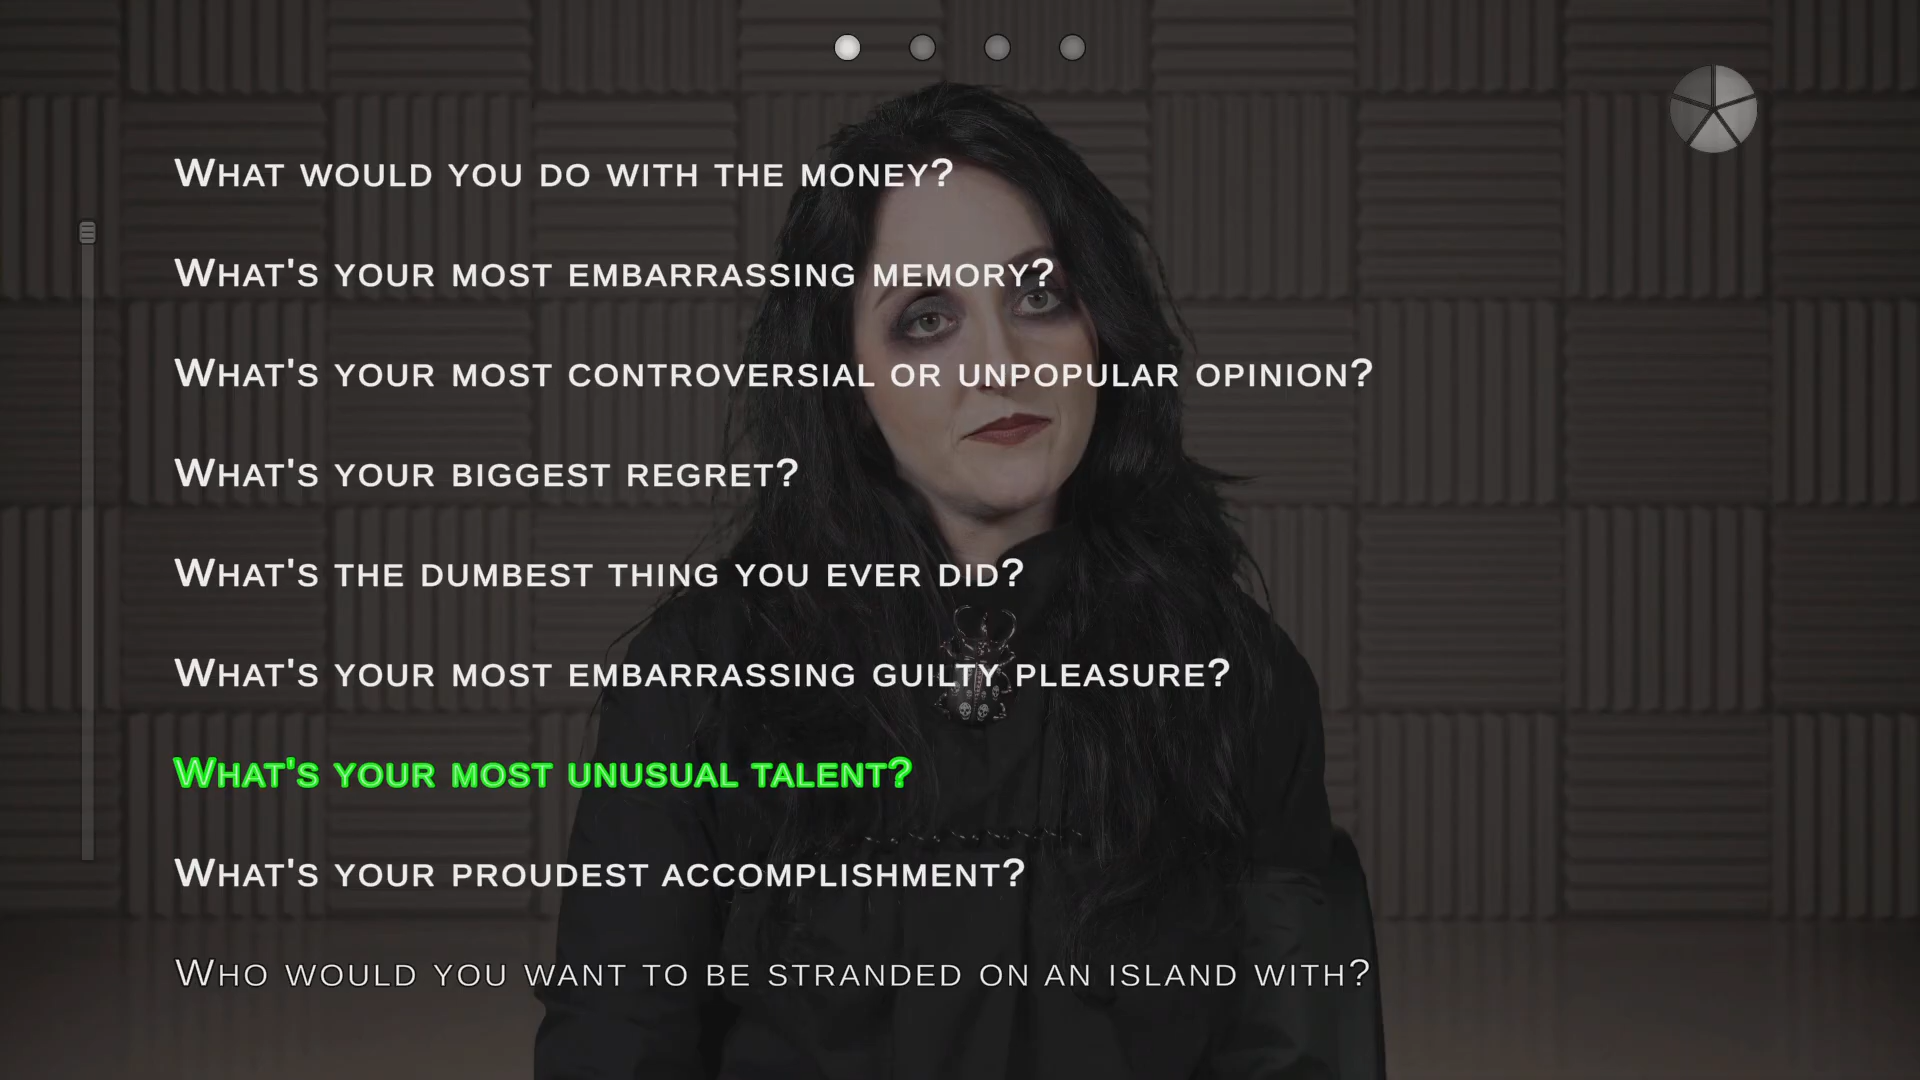 What would you do with the money?
What's your most embarrassing memory?
What's your most controversial or unpopular opinion?
What's your biggest regret?
What's the dumbest thing you ever did?
What's your most embarrassing guilty pleasure?
What's your most unusual talent?
What's your proudest accomplishment?
Who would you want to be stranded on an island with?